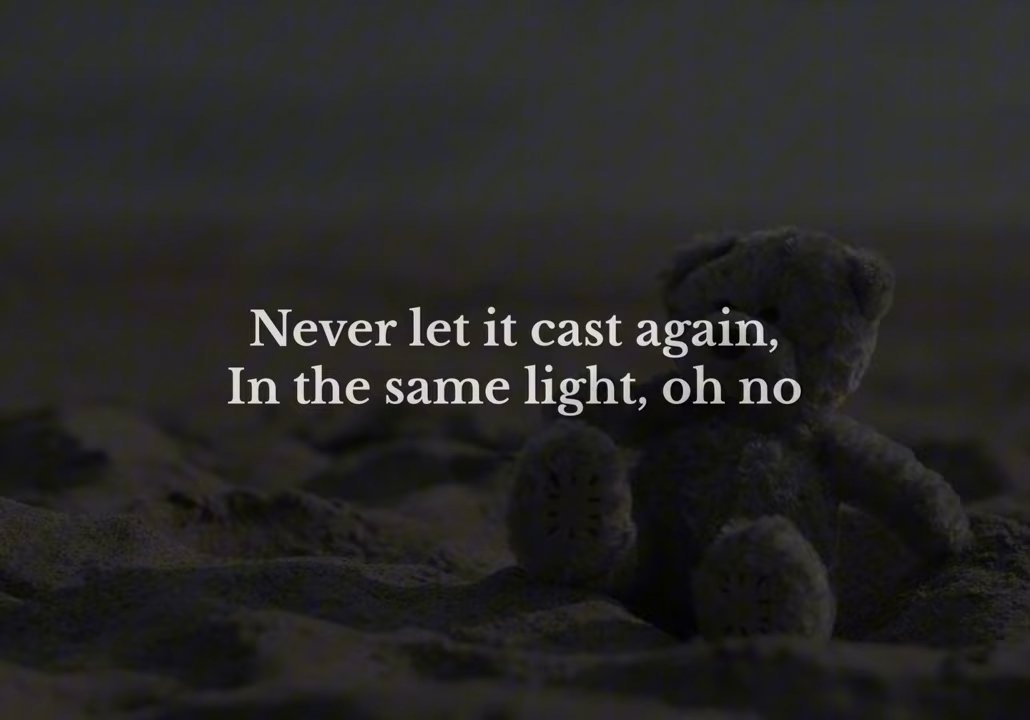 Never let it cast again,
In the same light, oh no